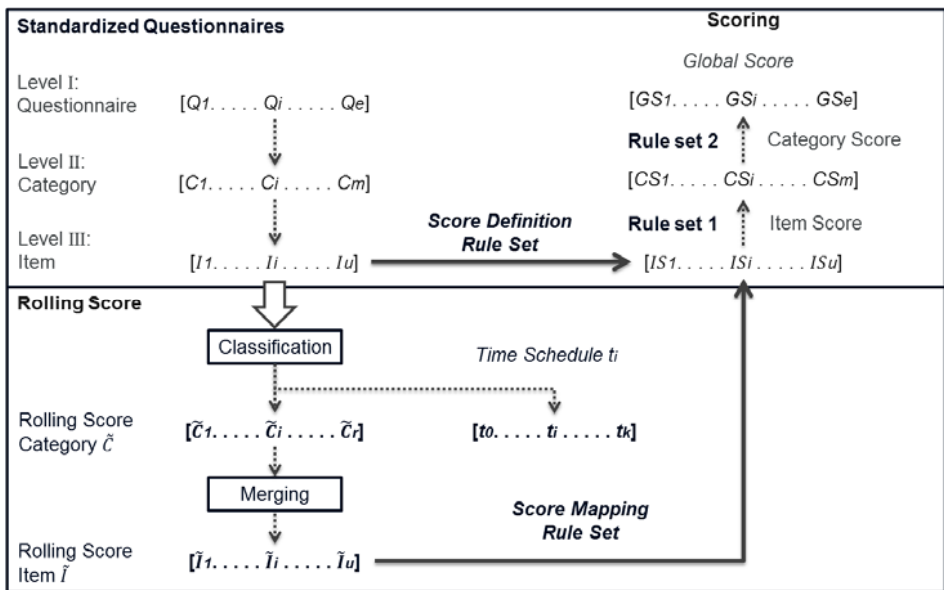 Standardized Questionnaires
Scoring
Global Score
Level I:
Questionnaire
[Q1. . . . . Qi . . . . . Qe]
[GS1. . . . . GSi . . . . . GSe]
Rule set 2
Category Score
Level II:
Category
[C1. . . . . Ci . . . . . Cm]
[CS1. . . . . CSi . . . . . CSm]
Score Definition
Rule Set
Rule set 1
Item Score
Level III:
Item
[I1. . . . . Ii . . . . . Iu]
[IS1. . . . . ISi . . . . . ISu]
Rolling Score
Classification
Time Schedule ti
Rolling Score
Category C̃
[C̃1. . . . . C̃i . . . . . C̃r]
[t0. . . . . ti . . . . . tk]
Merging
Score Mapping
Rule Set
Rolling Score
Item Ĩ
[Ĩ1. . . . . Ĩi . . . . . Ĩu]